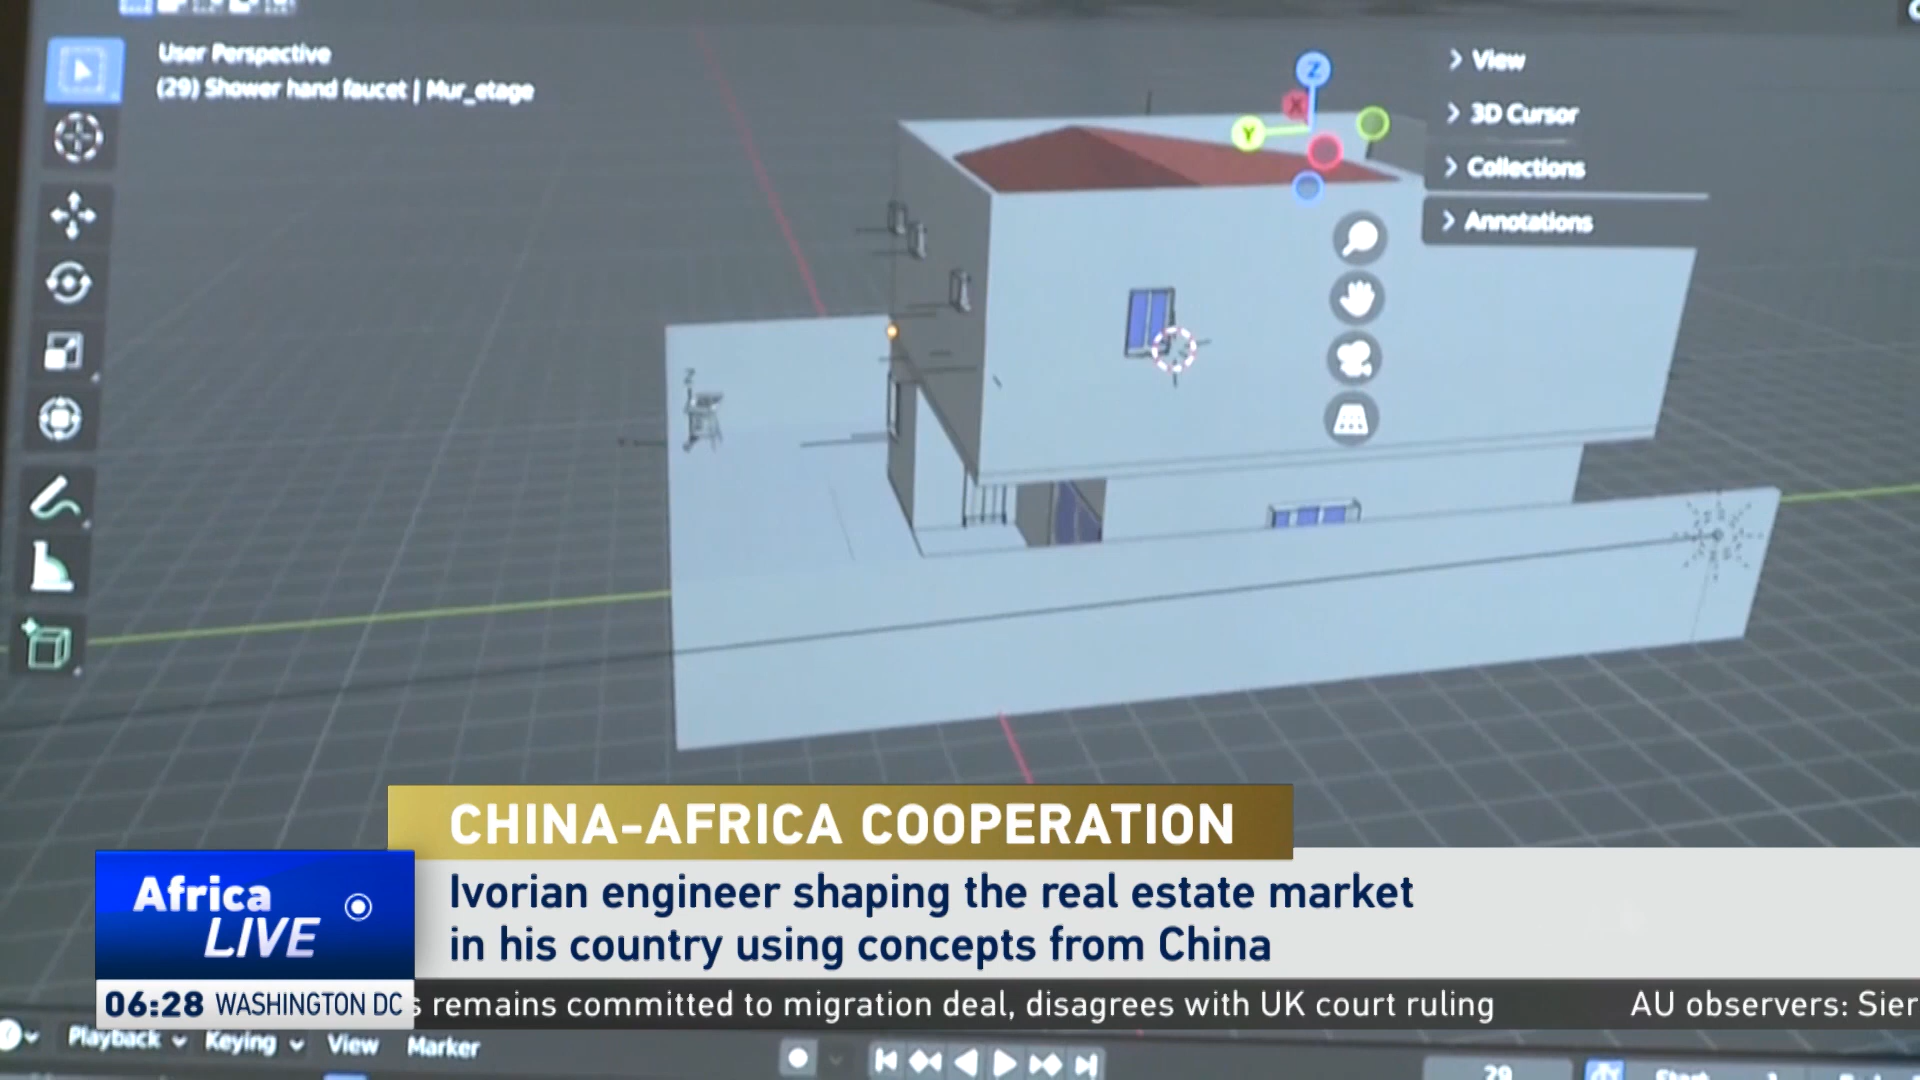 User Perspective
(29) Shower hand faucet | Mur_etage
Z
X
Y
View
3D Cursor
Collections
Annotations
Z
CHINA-AFRICA COOPERATION
Ivorian engineer shaping the real estate market
in his country using concepts from China
Africa
LIVE
06:28 WASHINGTON DC
s remains committed to migration deal, disagrees with UK court ruling
AU observers: Sier
Playback
Keying
View
Marker
29
Start